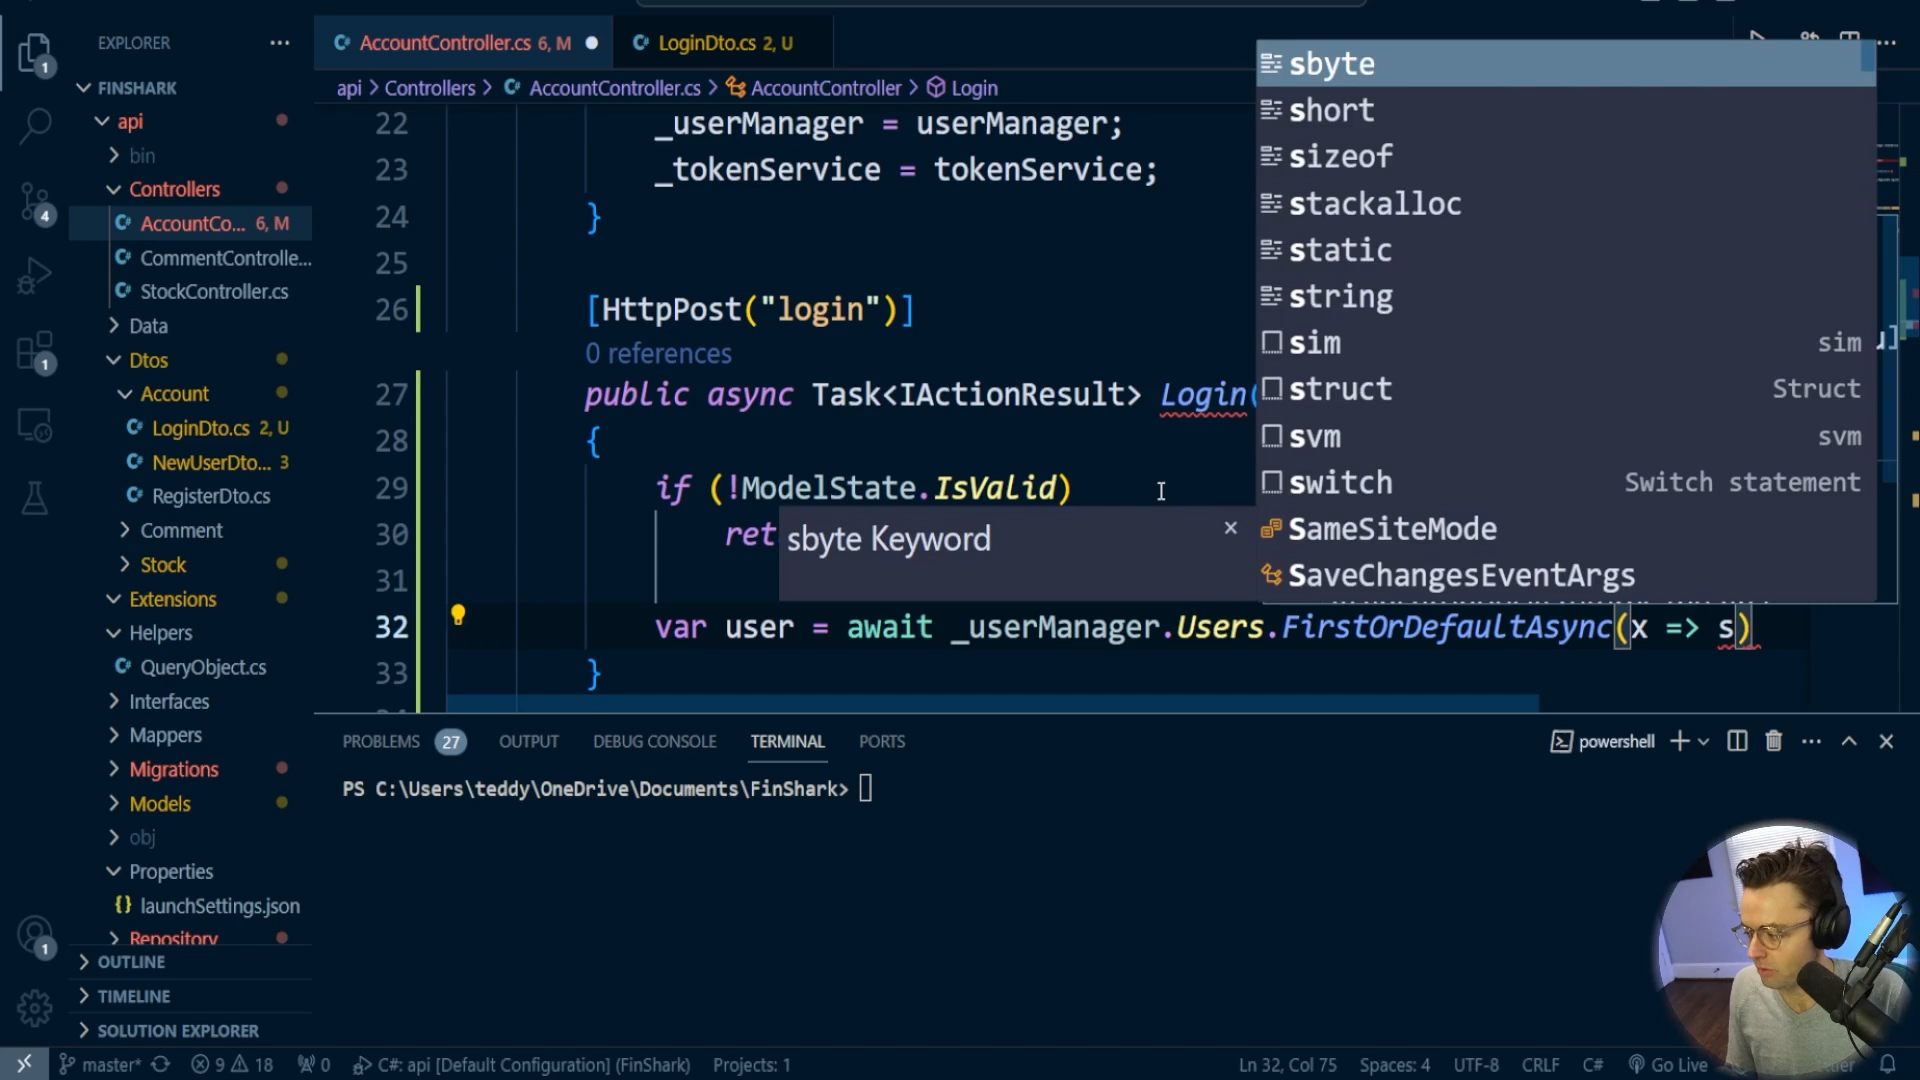 EXPLORER
FINSHARK
api
bin
Controllers
AccountCo... 6, M
CommentControlle...
StockController.cs
Data
Dtos
Account
LoginDto.cs 2, U
NewUserDto... 3
RegisterDto.cs
Comment
Stock
Extensions
Helpers
QueryObject.cs
Interfaces
Mappers
Migrations
Models
obj
Properties
launchSettings.json
Repository
OUTLINE
TIMELINE
SOLUTION EXPLORER
1
4
1
1
AccountController.cs 6, M
LoginDto.cs 2, U
api > Controllers > AccountController.cs > AccountController > Login
22 _userManager = userManager;
23 _tokenService = tokenService;
24 }
25
26 [HttpPost("login")]
0 references
27 public async Task<IActionResult> Login(
28 {
29 if (!ModelState.IsValid)
30 ret
31
32 var user = await _userManager.Users.FirstOrDefaultAsync(x => s)
33 }
sbyte Keyword
sbyte
short
sizeof
stackalloc
static
string
sim sim
struct Struct
svm svm
switch Switch statement
SameSiteMode
SaveChangesEventArgs
PROBLEMS 27 OUTPUT DEBUG CONSOLE TERMINAL PORTS
powershell
PS C:\Users\teddy\OneDrive\Documents\FinShark>
master* 9 18 0 C#: api [Default Configuration] (FinShark) Projects: 1
Ln 32, Col 75 Spaces: 4 UTF-8 CRLF C# Go Live